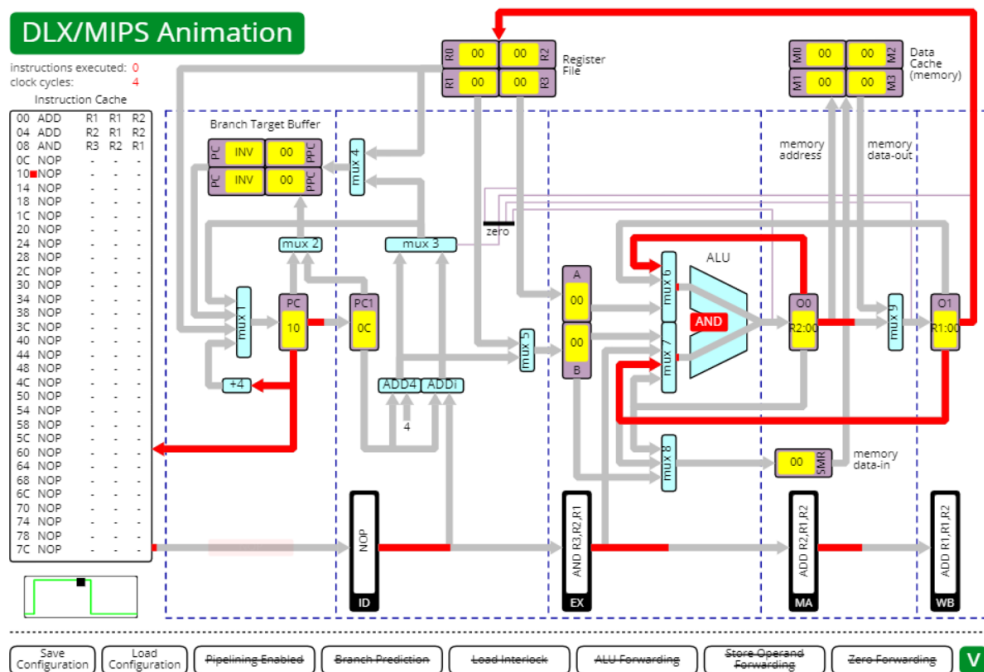 DLX/MIPS Animation
instructions executed: 0
clock cycles: 4
Instruction Cache
00 ADD R1 R1 R2
04 ADD R2 R1 R2
08 AND R3 R2 R1
0C NOP - - -
10 NOP - - -
14 NOP - - -
18 NOP - - -
1C NOP - - -
20 NOP - - -
24 NOP - - -
28 NOP - - -
2C NOP - - -
30 NOP - - -
34 NOP - - -
38 NOP - - -
3C NOP - - -
40 NOP - - -
44 NOP - - -
48 NOP - - -
4C NOP - - -
50 NOP - - -
54 NOP - - -
58 NOP - - -
5C NOP - - -
60 NOP - - -
64 NOP - - -
68 NOP - - -
6C NOP - - -
70 NOP - - -
74 NOP - - -
78 NOP - - -
7C NOP - - -
R0 00 00 R2
R1 00 00 R3
Register
File
M0 00 00 M2
M1 00 00 M3
Data
Cache
(memory)
Branch Target Buffer
PC INV 00 PPC
PC INV 00 PPC
mux 4
memory
address
memory
data-out
zero
mux 2
mux 3
mux 1
PC
10
PC1
0C
+4
ADD4
ADDi
4
mux 5
A
00
00
B
mux 6
mux 7
ALU
AND
O0
R2:00
mux 9
O1
R1:00
mux 8
00 SMR
memory
data-in
NOP
ID
AND R3,R2,R1
EX
ADD R2,R1,R2
MA
ADD R1,R1,R2
WB
Save
Configuration
Load
Configuration
Pipelining Enabled
Branch Prediction
Load Interlock
ALU Forwarding
Store Operand
Forwarding
Zero Forwarding
V